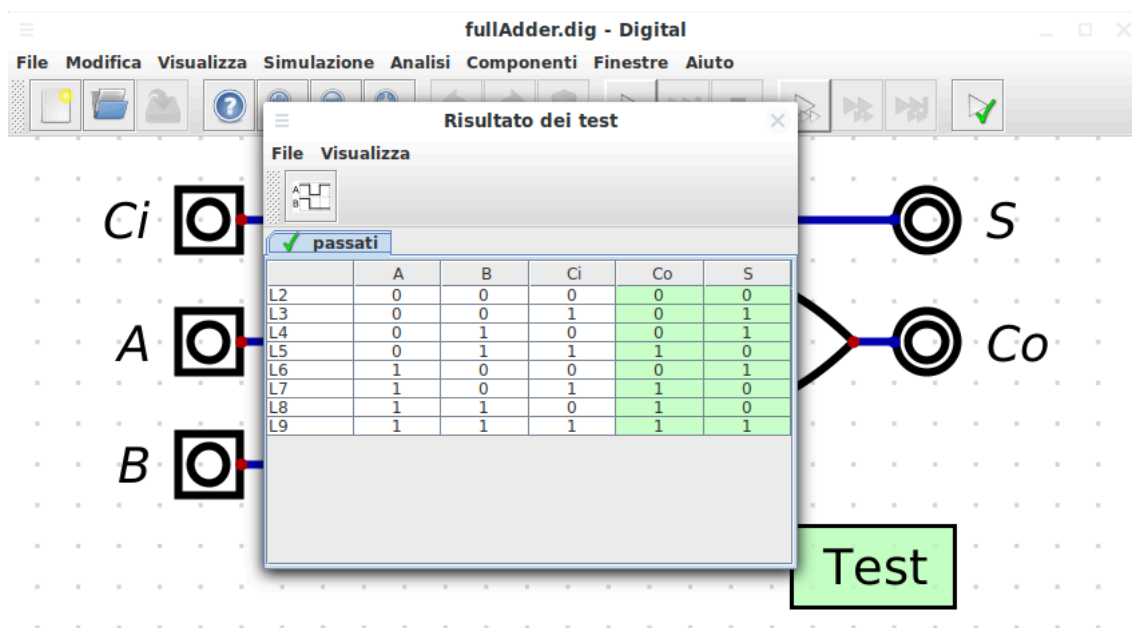 fullAdder.dig - Digital
File Modifica Visualizza Simulazione Analisi Componenti Finestre Aiuto
Risultato dei test
File Visualizza
A
B
passati
A B Ci Co S
L2 0 0 0 0 0
L3 0 0 1 0 1
L4 0 1 0 0 1
L5 0 1 1 1 0
L6 1 0 0 0 1
L7 1 0 1 1 0
L8 1 1 0 1 0
L9 1 1 1 1 1
Ci
S
A
Co
B
Test